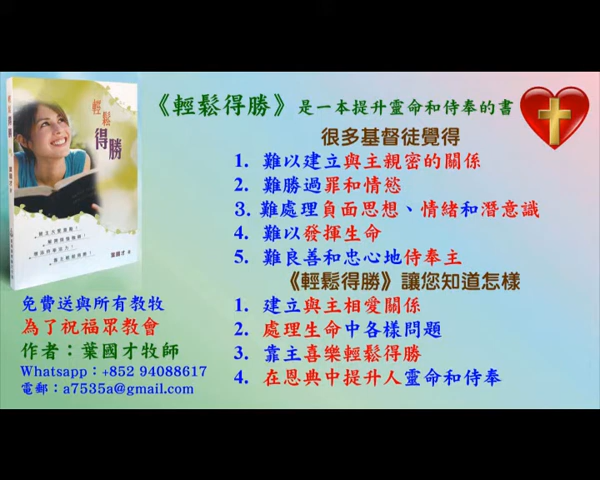 輕鬆
得勝
葉國才 著
《輕鬆得勝》是一本提升靈命和侍奉的書
很多基督徒覺得
1. 難以建立與主親密的關係
2. 難勝過罪和情慾
3. 難處理負面思想、情緒和潛意識
4. 難以發揮生命
5. 難良善和忠心地侍奉主
《輕鬆得勝》讓您知道怎樣
1. 建立與主相愛關係
2. 處理生命中各樣問題
3. 靠主喜樂輕鬆得勝
4. 在恩典中提升人靈命和侍奉
免費送與所有教牧
為了祝福眾教會
作者：葉國才牧師
Whatsapp：+852 94088617
電郵：a7535a@gmail.com